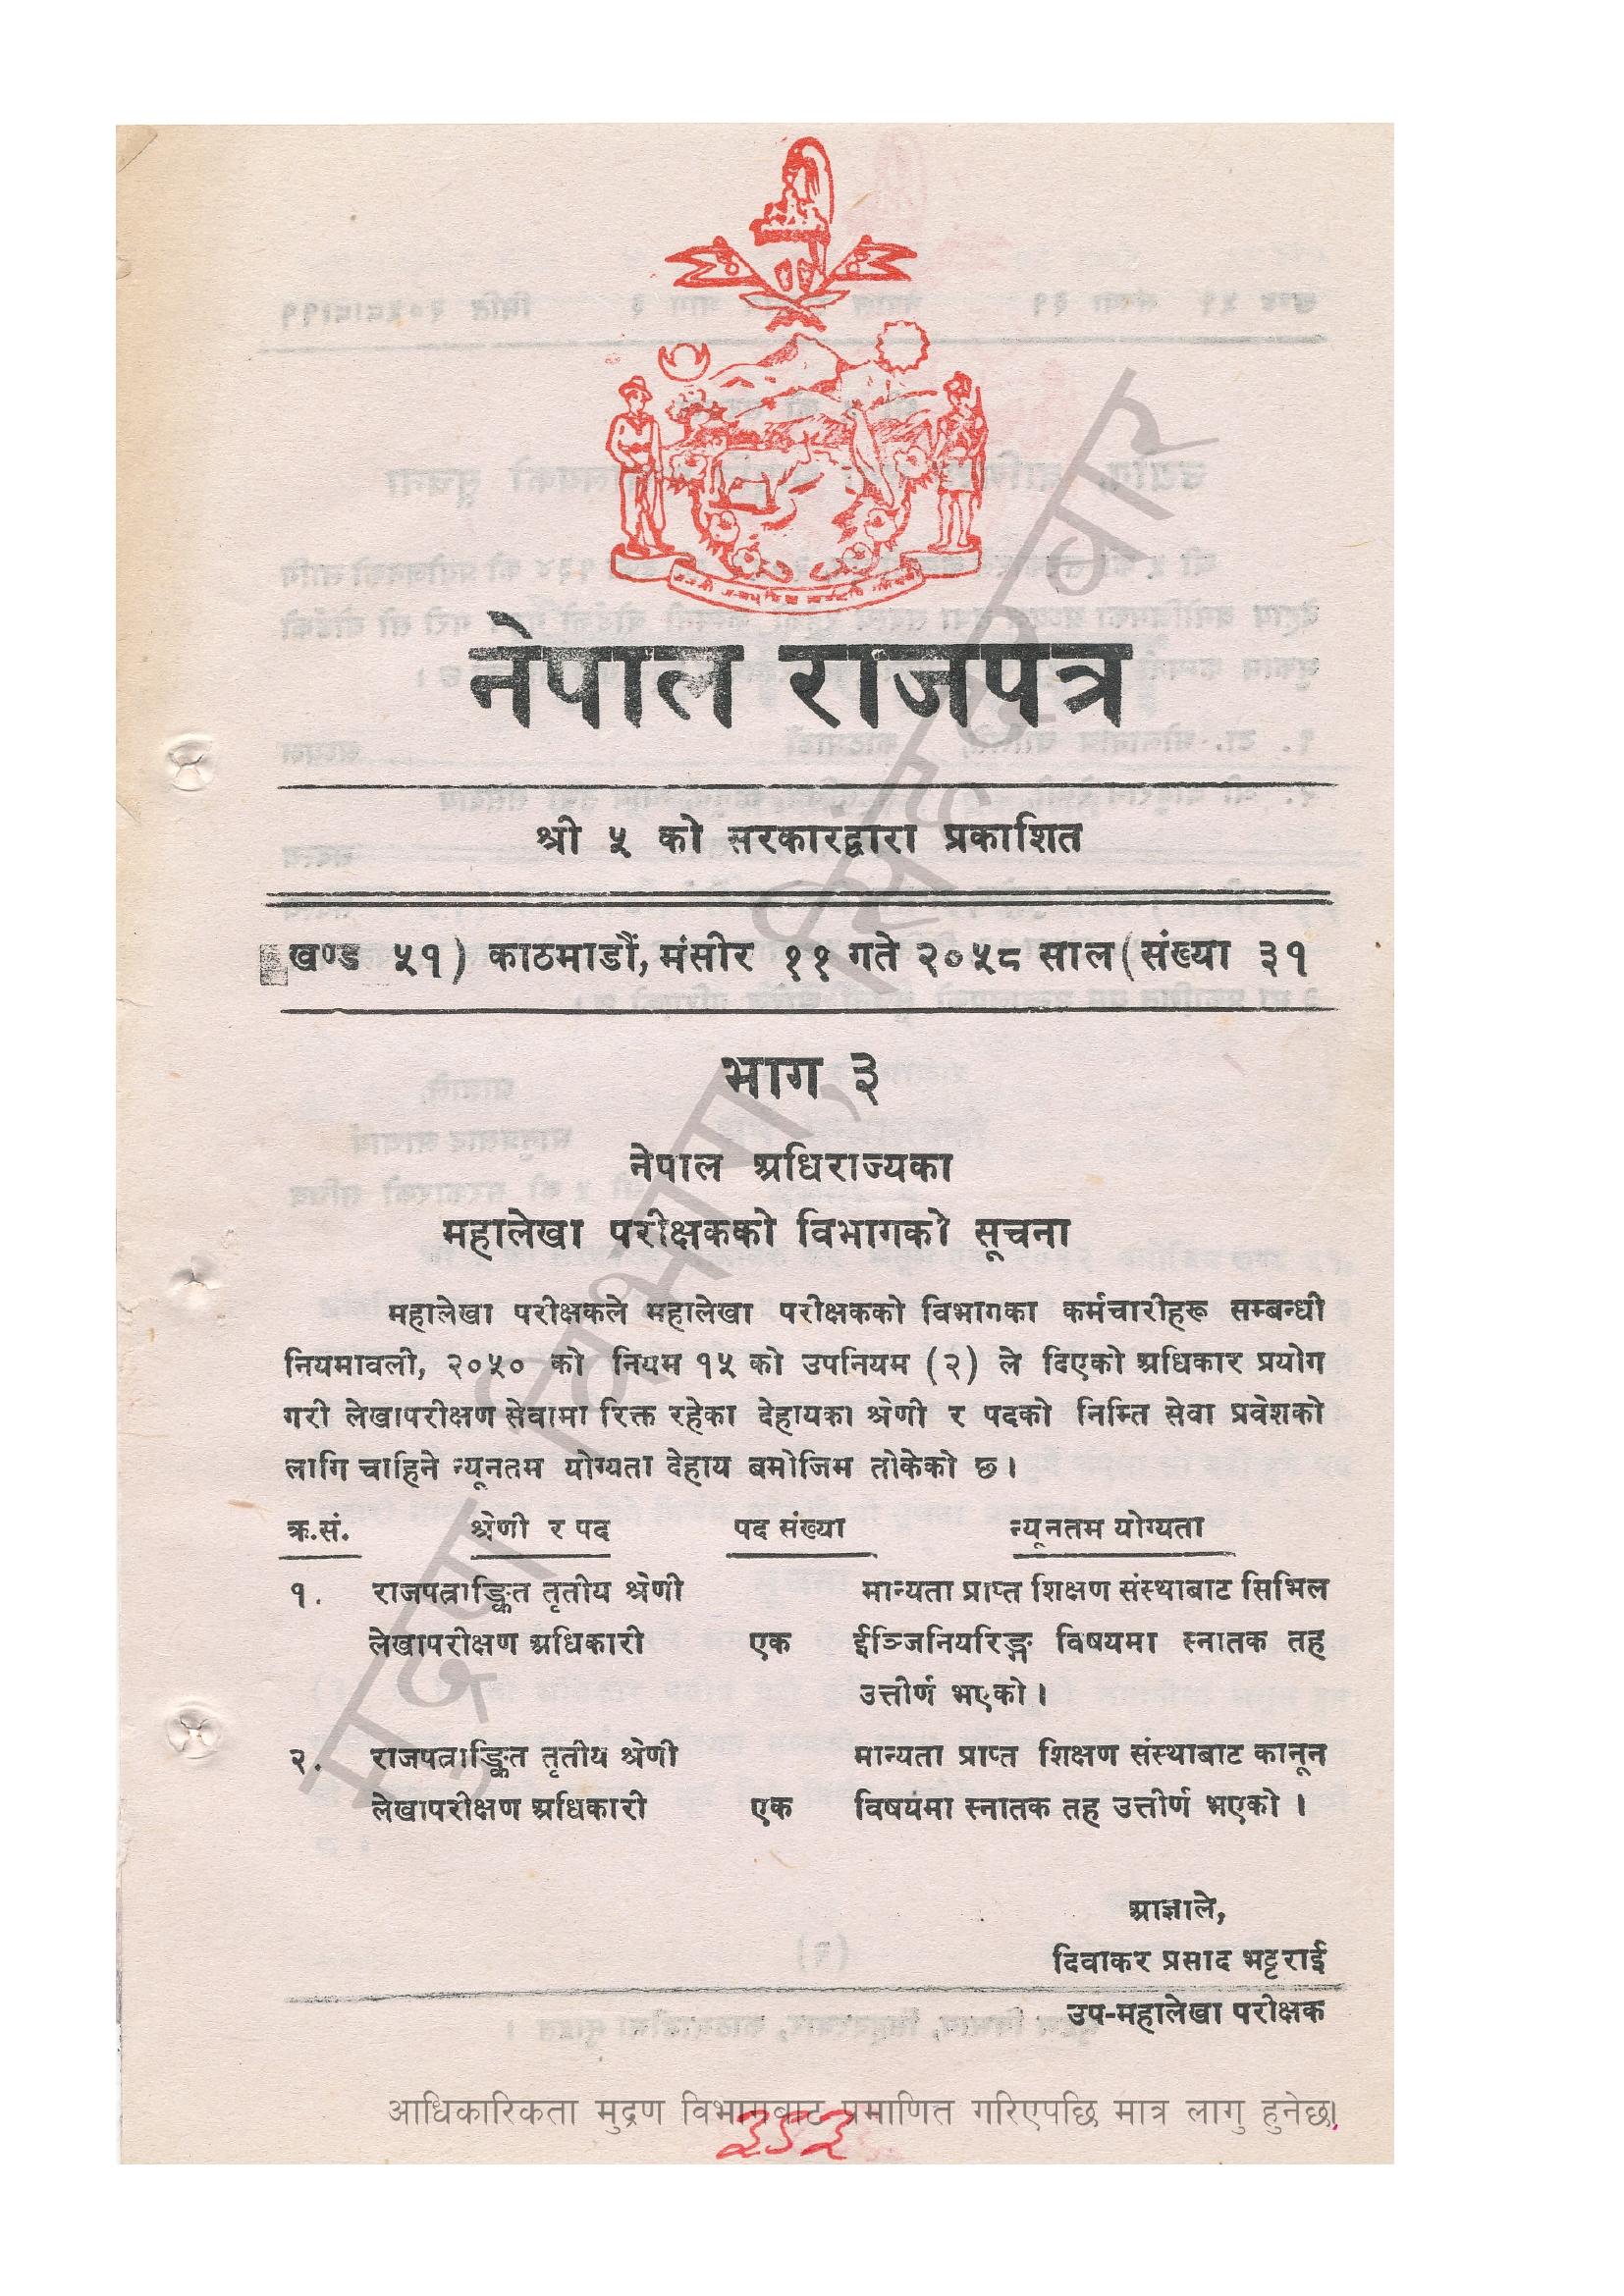 नेपाल राजपत्र
श्री ५ को सरकारद्वारा प्रकाशित
खण्ड ५१) काठमाडौं, मंसीर ११ गते २०५८ साल (संख्या ३१
भाग ३
नेपाल अधिराज्यका
महालेखा परीक्षकको विभागको सूचना
महालेखा परीक्षकले महालेखा परीक्षकको विभागका कर्मचारीहरू सम्बन्धी
नियमावली, २०५० को नियम १५ को उपनियम (२) ले दिएको अधिकार प्रयोग
गरी लेखापरीक्षण सेवामा रिक्त रहेका देहायका श्रेणी र पदको निम्ति सेवा प्रवेशको
लागि चाहिने न्यूनतम योग्यता देहाय बमोजिम तोकेको छ।
क्र.सं. श्रेणी र पद पद संख्या न्यूनतम योग्यता
१. राजपत्राङ्कित तृतीय श्रेणी मान्यता प्राप्त शिक्षण संस्थाबाट सिभिल
लेखापरीक्षण अधिकारी एक ईञ्जिनियरिङ्ग विषयमा स्नातक तह
उत्तीर्ण भएको।
२. राजपत्राङ्कित तृतीय श्रेणी मान्यता प्राप्त शिक्षण संस्थाबाट कानून
लेखापरीक्षण अधिकारी एक विषयमा स्नातक तह उत्तीर्ण भएको ।
आज्ञाले,
दिवाकर प्रसाद भट्टराई
उप-महालेखा परीक्षक
मुद्रण विभाग, सिंहदरवार
आधिकारिकता मुद्रण विभागबाट प्रमाणित गरिएपछि मात्र लागु हुनेछ।